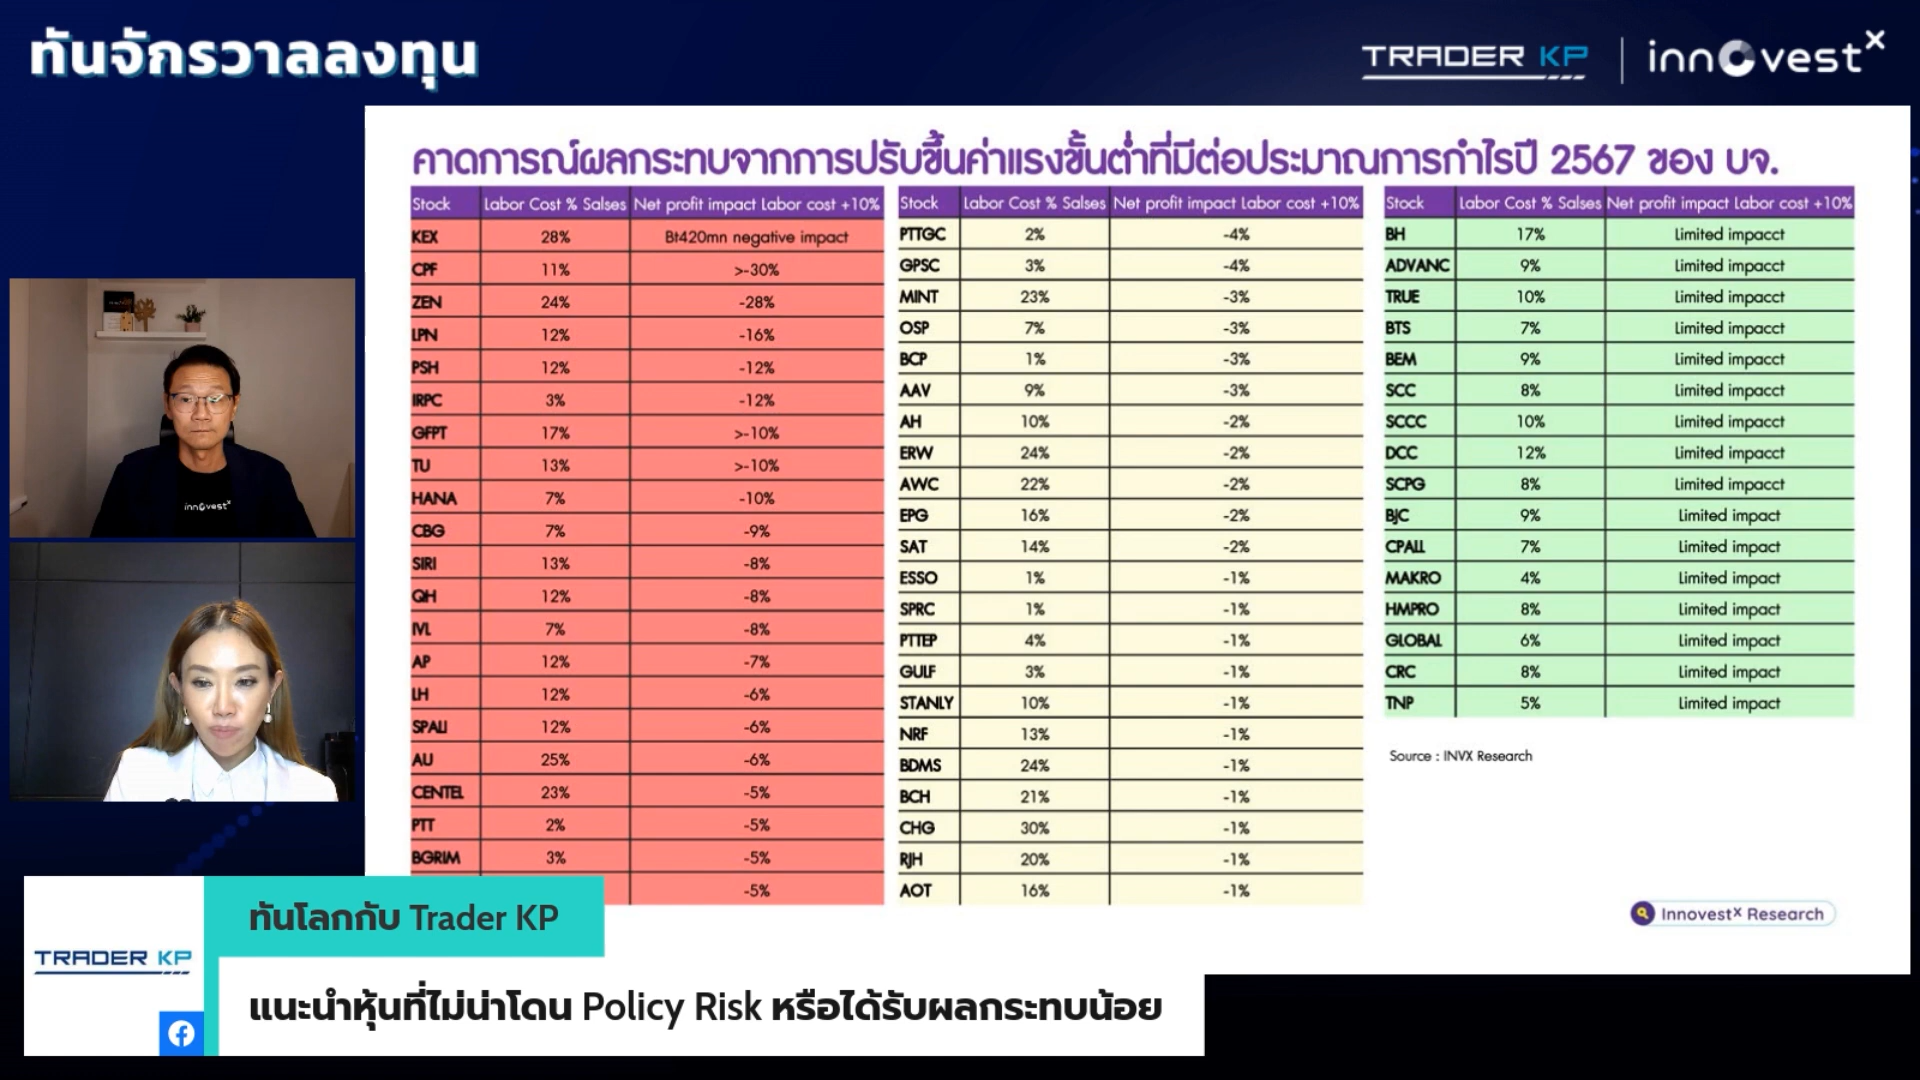 ทันจักรวาลลงทุน
TRADER KP | innovestx
คาดการณ์ผลกระทบจากการปรับขึ้นค่าแรงขั้นต่ำที่มีต่อประมาณการกำไรปี 2567 ของ บจ.
Stock Labor Cost % Salses Net profit impact Labor cost +10%
KEX 28% Bt420mn negative impact
CPF 11% >-30%
ZEN 24% -28%
LPN 12% -16%
PSH 12% -12%
IRPC 3% -12%
GFPT 17% >-10%
TU 13% >-10%
HANA 7% -10%
CBG 7% -9%
SIRI 13% -8%
QH 12% -8%
IVL 7% -8%
AP 12% -7%
LH 12% -6%
SPALI 12% -6%
AU 25% -6%
CENTEL 23% -5%
PTT 2% -5%
BGRIM 3% -5%
-5%
Stock Labor Cost % Salses Net profit impact Labor cost +10%
PTTGC 2% -4%
GPSC 3% -4%
MINT 23% -3%
OSP 7% -3%
BCP 1% -3%
AAV 9% -3%
AH 10% -2%
ERW 24% -2%
AWC 22% -2%
EPG 16% -2%
SAT 14% -2%
ESSO 1% -1%
SPRC 1% -1%
PTTEP 4% -1%
GULF 3% -1%
STANLY 10% -1%
NRF 13% -1%
BDMS 24% -1%
BCH 21% -1%
CHG 30% -1%
RJH 20% -1%
AOT 16% -1%
Stock Labor Cost % Salses Net profit impact Labor cost +10%
BH 17% Limited impacct
ADVANC 9% Limited impacct
TRUE 10% Limited impacct
BTS 7% Limited impacct
BEM 9% Limited impacct
SCC 8% Limited impacct
SCCC 10% Limited impacct
DCC 12% Limited impacct
SCPG 8% Limited impacct
BJC 9% Limited impact
CPALL 7% Limited impact
MAKRO 4% Limited impact
HMPRO 8% Limited impact
GLOBAL 6% Limited impact
CRC 8% Limited impact
TNP 5% Limited impact
Source : INVX Research
Innovestx Research
innovestx
ทันโลกกับ Trader KP
TRADER KP
แนะนำหุ้นที่ไม่น่าโดน Policy Risk หรือได้รับผลกระทบน้อย